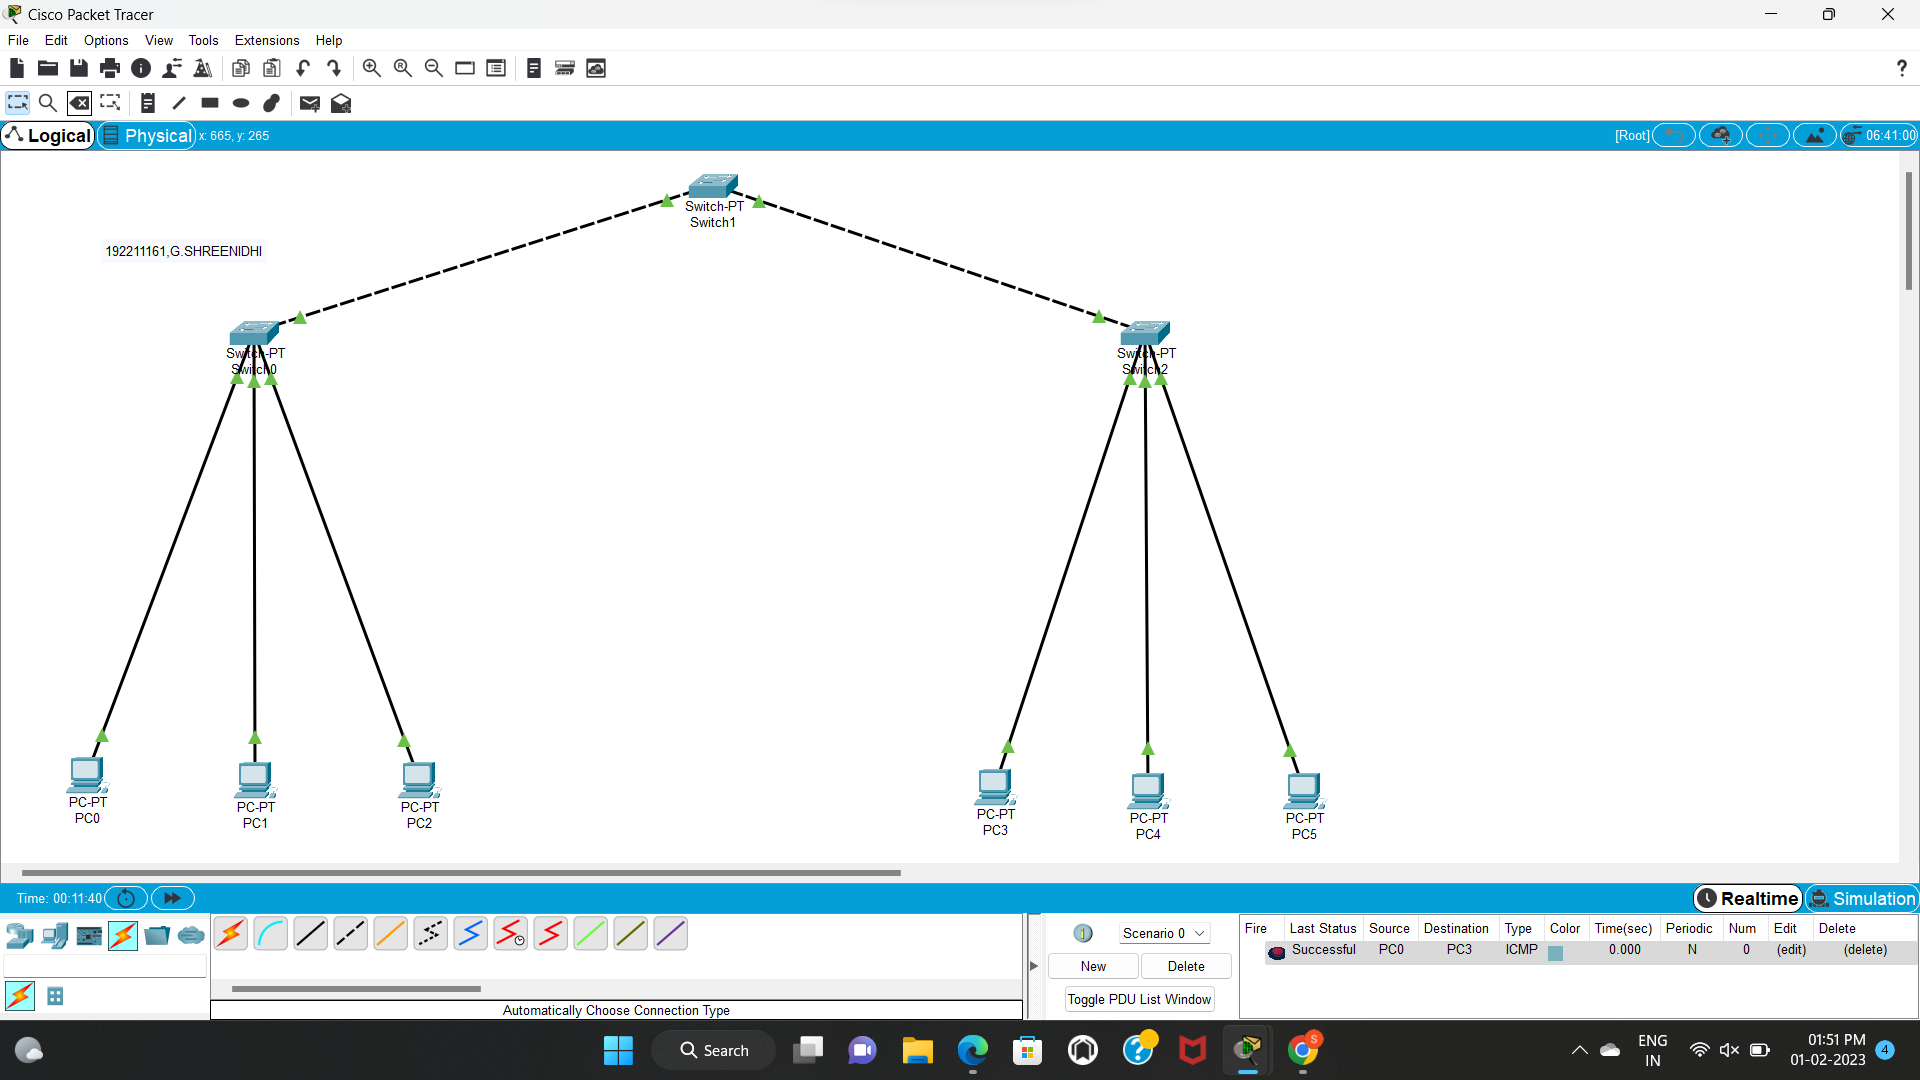 Cisco Packet Tracer
File Edit Options View Tools Extensions Help
?
Logical Physical x: 665, y: 265 [Root] 06:41:00
Switch-PT
Switch1
192211161,G.SHREENIDHI
Switch-PT
Switch0
Switch-PT
Switch2
PC-PT
PC0
PC-PT
PC1
PC-PT
PC2
PC-PT
PC3
PC-PT
PC4
PC-PT
PC5
Time: 00:11:40 Realtime Simulation
Scenario 0
New Delete
Toggle PDU List Window
Fire Last Status Source Destination Type Color Time(sec) Periodic Num Edit Delete
Successful PC0 PC3 ICMP 0.000 N 0 (edit) (delete)
Automatically Choose Connection Type
Search
ENG
IN
01:51 PM
01-02-2023
4